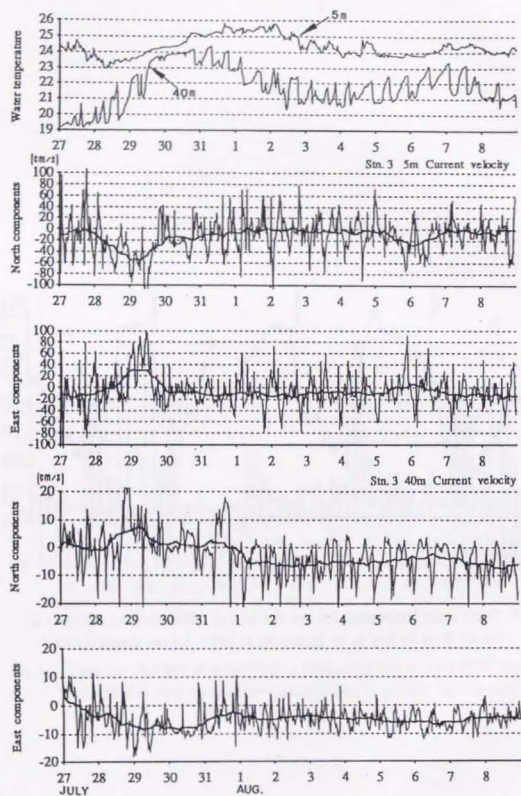 26
25
24
23
22
21
20
19
Water temperature
5m
40m
27 28 29 30 31 1 2 3 4 5 6 7 8
[cm/s]
Stn. 3 5m Current velocity
100
80
60
40
20
0
-20
-40
-60
-80
-100
North components
27 28 29 30 31 1 2 3 4 5 6 7 8
100
80
60
40
20
0
-20
-40
-60
-80
-100
East components
27 28 29 30 31 1 2 3 4 5 6 7 8
[cm/s]
Stn. 3 40m Current velocity
20
10
0
-10
-20
North components
27 28 29 30 31 1 2 3 4 5 6 7 8
20
10
0
-10
-20
East components
27 28 29 30 31 1 2 3 4 5 6 7 8
JULY AUG.